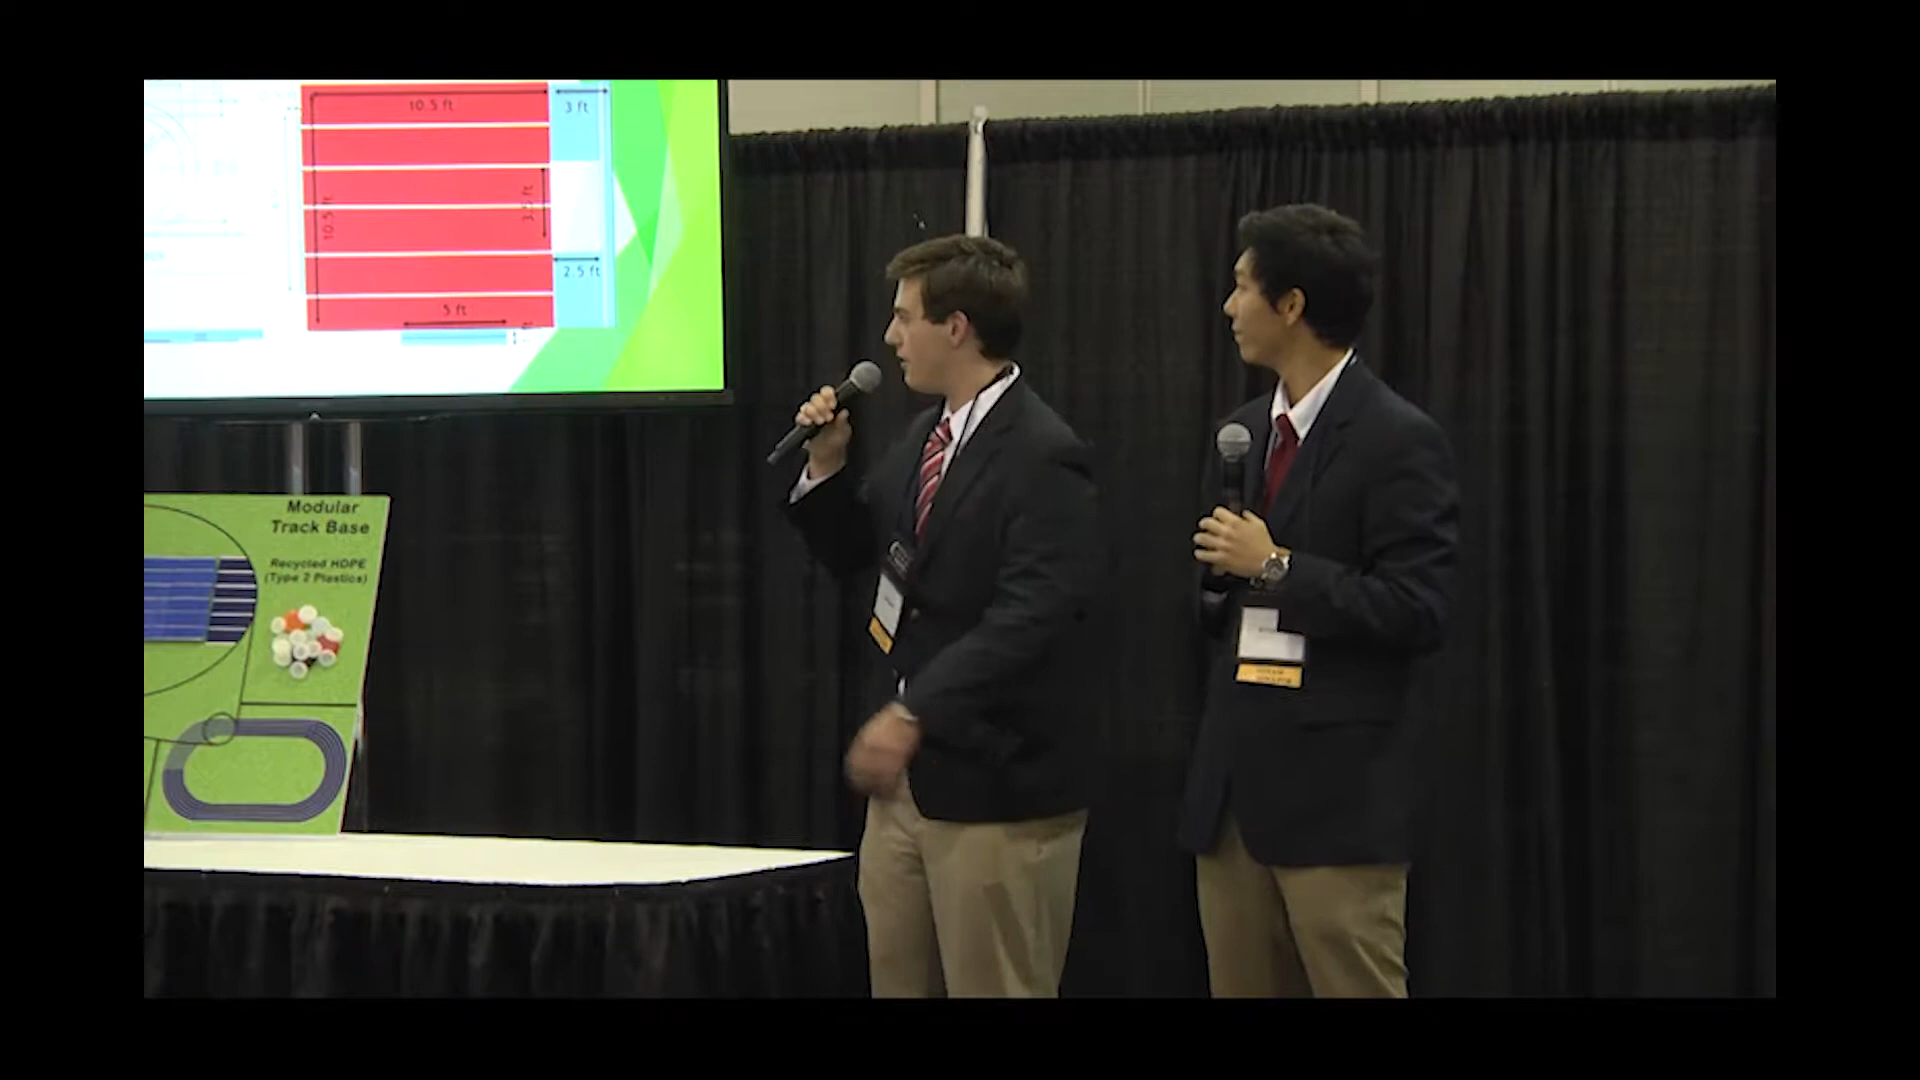 10.5 ft
3 ft
10.5 ft
3.5 ft
2.5 ft
5 ft
Modular
Track Base
Recycled HDPE
(Type 2 Plastics)